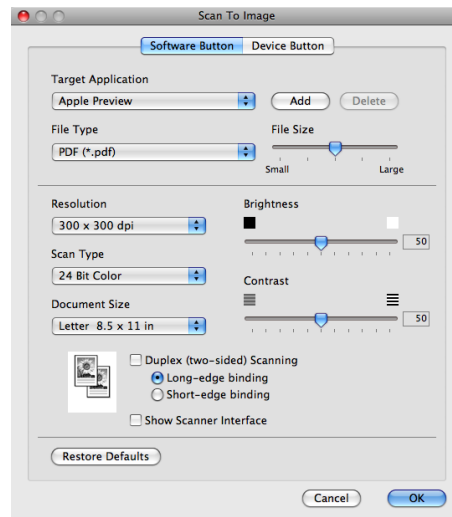 Scan To Image
Software Button Device Button
Target Application
Apple Preview Add Delete
File Type File Size
PDF (*.pdf)
Small Large
Resolution Brightness
300 x 300 dpi
50
Scan Type
24 Bit Color Contrast
Document Size
Letter 8.5 x 11 in 50
Duplex (two-sided) Scanning
Long-edge binding
Short-edge binding
Show Scanner Interface
Restore Defaults
Cancel OK